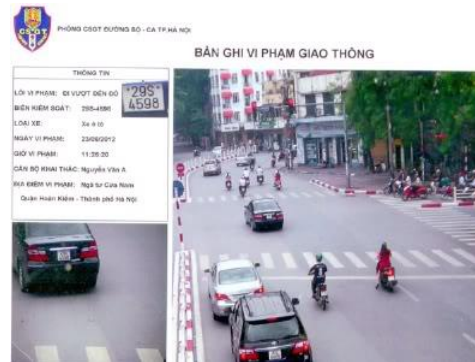 CSGT
PHÒNG CSGT ĐƯỜNG BỘ - CA TP.HÀ NỘI
BẢN GHI VI PHẠM GIAO THÔNG
THÔNG TIN
LỖI VI PHẠM: ĐI VƯỢT ĐÈN ĐỎ
29S
4598
BIỂN KIỂM SOÁT: 29S-4598
LOẠI XE: Xe ô tô
NGÀY VI PHẠM: 23/09/2012
GIỜ VI PHẠM: 11:26:20
CÁN BỘ KHAI THÁC: Nguyễn Văn A
ĐỊA ĐIỂM VI PHẠM: Ngã tư Cửa Nam
Quận Hoàn Kiếm - Thành phố Hà Nội